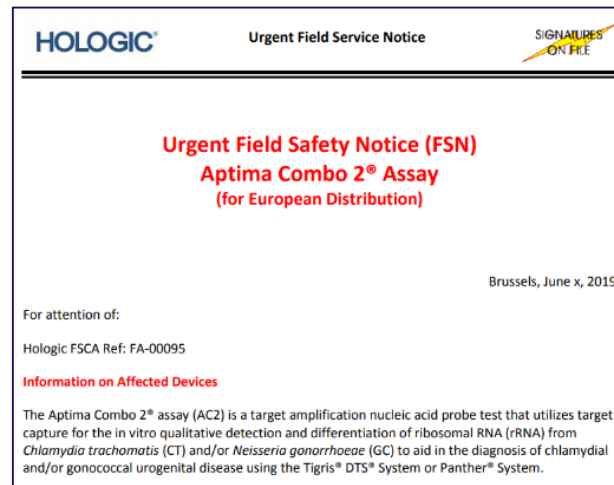 HOLOGIC®
Urgent Field Service Notice
SIGNATURES
ON FILE
Urgent Field Safety Notice (FSN)
Aptima Combo 2® Assay
(for European Distribution)
Brussels, June x, 2019
For attention of:
Hologic FSCA Ref: FA-00095
Information on Affected Devices
The Aptima Combo 2® assay (AC2) is a target amplification nucleic acid probe test that utilizes target
capture for the in vitro qualitative detection and differentiation of ribosomal RNA (rRNA) from
Chlamydia trachomatis (CT) and/or Neisseria gonorrhoeae (GC) to aid in the diagnosis of chlamydial
and/or gonococcal urogenital disease using the Tigris® DTS® System or Panther® System.